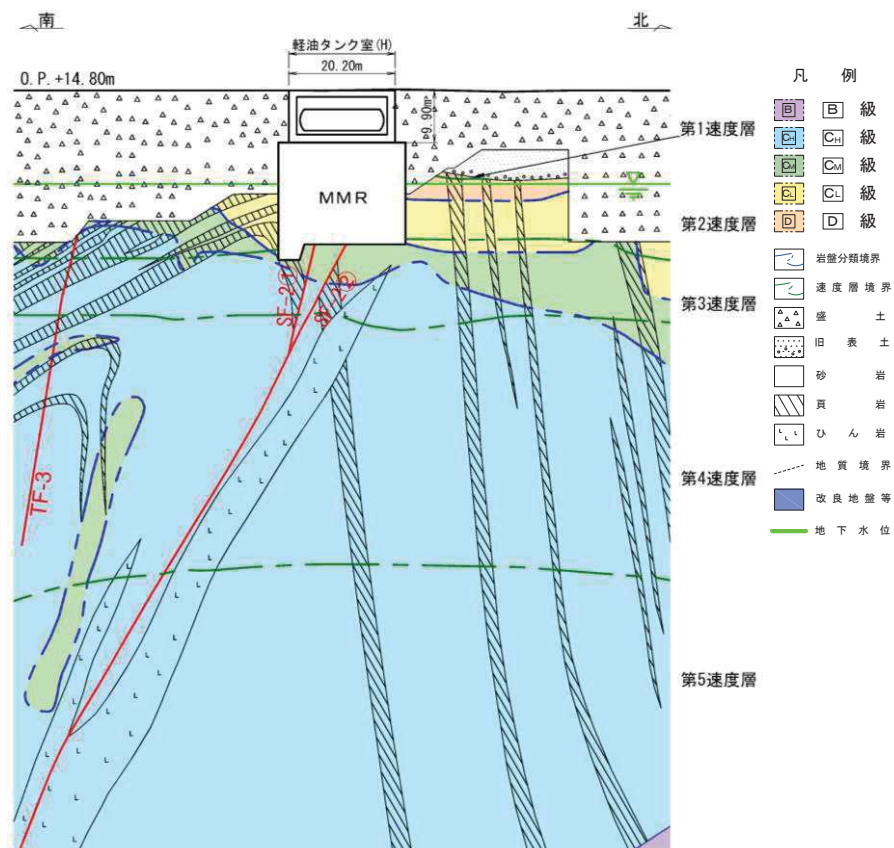 南
北
軽油タンク室(H)
20.20m
O.P.+14.80m
9.90m
MMR
第1速度層
第2速度層
第3速度層
第4速度層
第5速度層
SF-2①
SF-2②
TF-3
凡 例
B B 級
CH CH 級
CM CM 級
CL CL 級
D D 級
岩盤分類境界
速度層境界
盛土
旧表土
砂岩
頁岩
ひん岩
地質境界
改良地盤等
地下水位